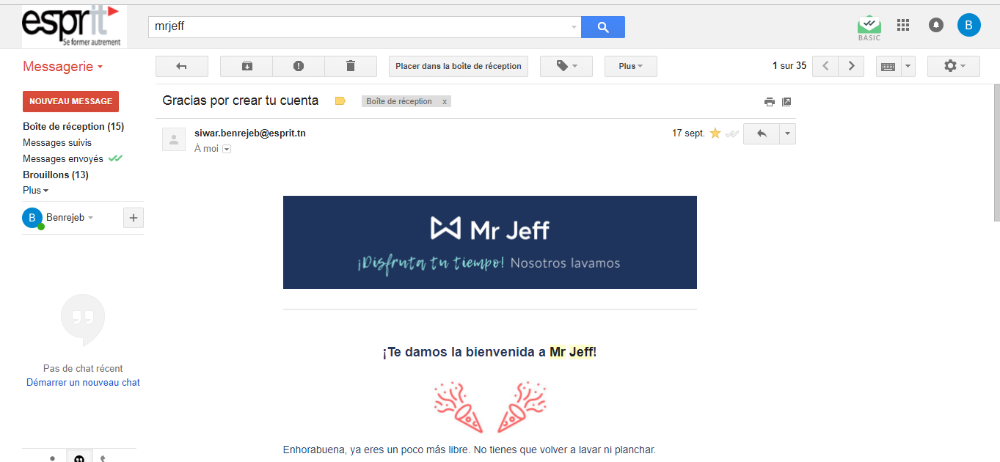 esprit
Se former autrement
mrjeff
BASIC
B
Messagerie
Placer dans la boîte de réception
Plus
1 sur 35
NOUVEAU MESSAGE
Gracias por crear tu cuenta
Boîte de réception x
Boîte de réception (15)
Messages suivis
Messages envoyés
Brouillons (13)
Plus
siwar.benrejeb@esprit.tn
17 sept.
À moi
B Benrejeb
+
Mr Jeff
¡Disfruta tu tiempo! Nosotros lavamos
¡Te damos la bienvenida a Mr Jeff!
Pas de chat récent
Démarrer un nouveau chat
Enhorabuena, ya eres un poco más libre. No tienes que volver a lavar ni planchar.